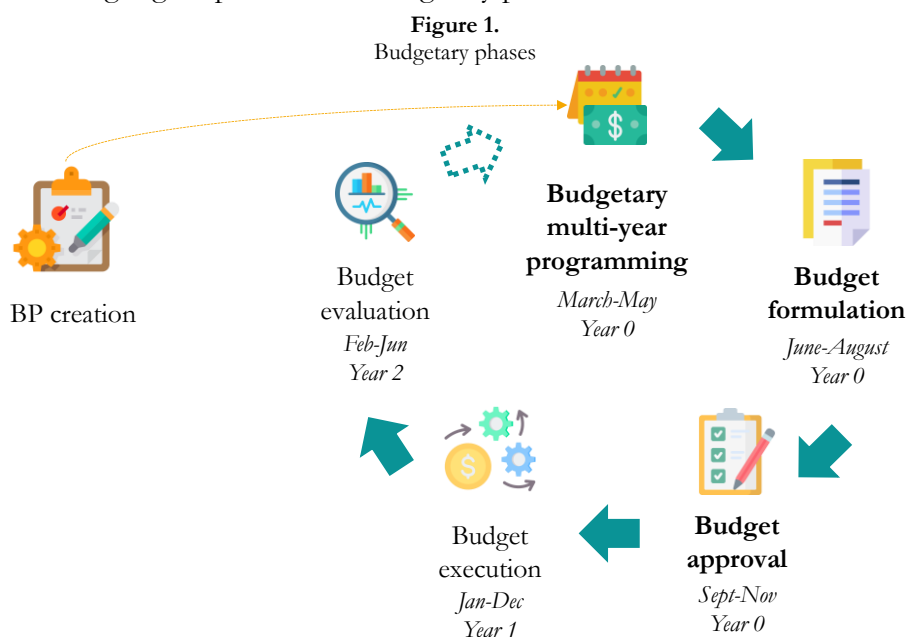 Figure 1.
Budgetary phases
$
Budgetary
multi-year
programming
March-May
Year 0
Budget
formulation
June-August
Year 0
Budget
approval
Sept-Nov
Year 0
$
Budget
execution
Jan-Dec
Year 1
Budget
evaluation
Feb-Jun
Year 2
BP creation